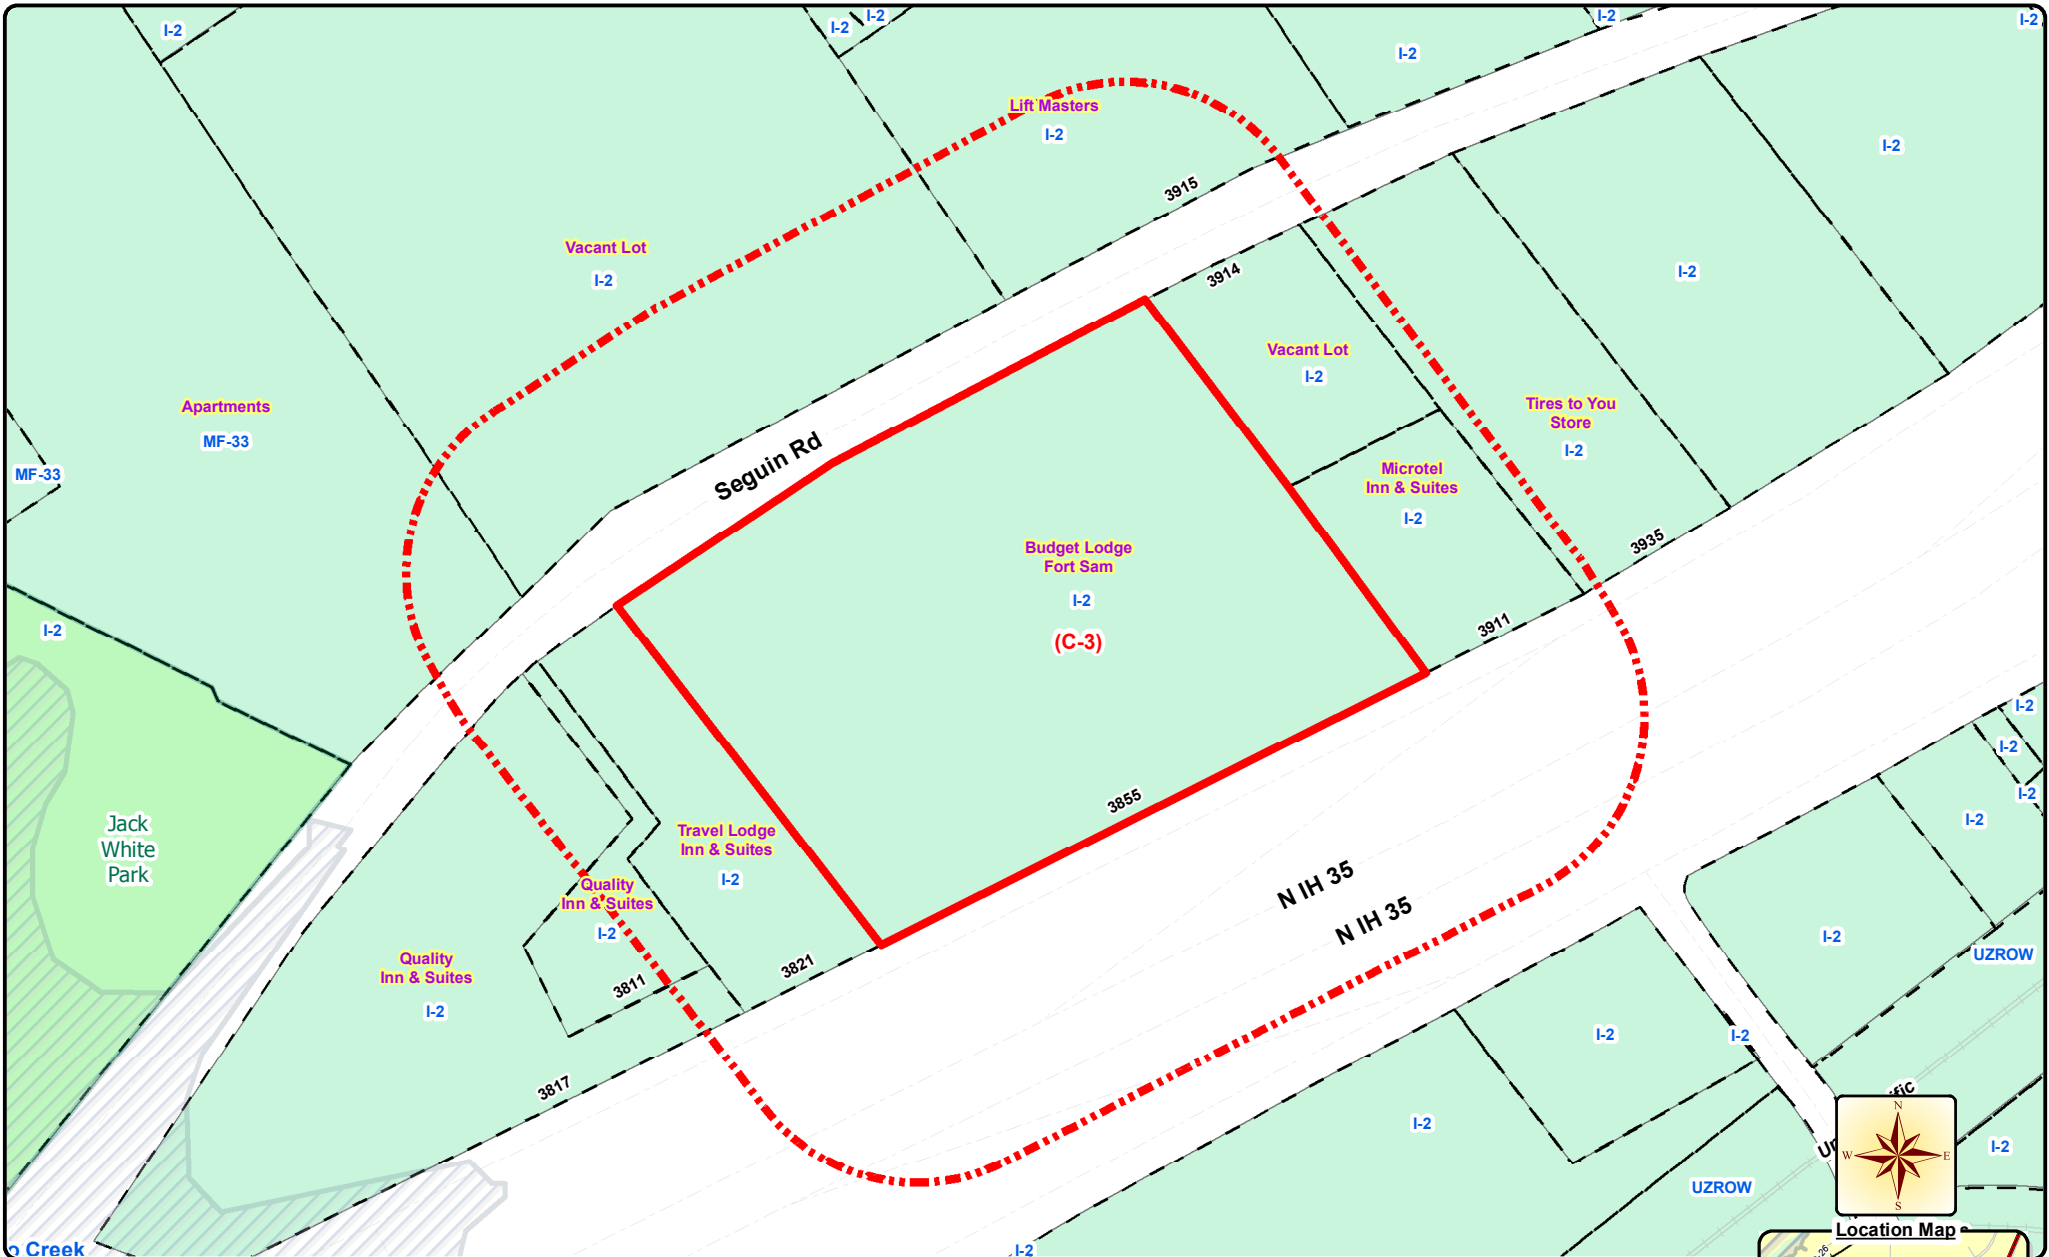 I-2
I-2
I-2
I-2
I-2
I-2
Lift Masters
I-2
I-2
3915
Vacant Lot
I-2
I-2
3914
Vacant Lot
I-2
Apartments
MF-33
MF-33
Tires to You
Store
I-2
Seguin Rd
Microtel
Inn & Suites
I-2
3935
Budget Lodge
Fort Sam
I-2
(C-3)
3911
I-2
I-2
I-2
I-2
I-2
3855
Jack
White
Park
Travel Lodge
Inn & Suites
I-2
Quality
Inn & Suites
I-2
N IH 35
N IH 35
I-2
UZROW
Quality
Inn & Suites
I-2
3821
3811
I-2
I-2
3817
I-2
I-2
UZROW
N
W
E
S
Location Map
I-2
o Creek